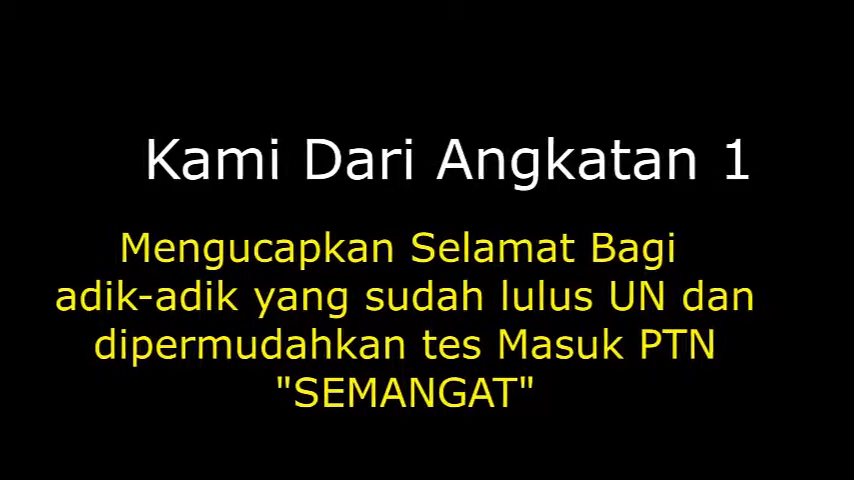 Kami Dari Angkatan 1
Mengucapkan Selamat Bagi
adik-adik yang sudah lulus UN dan
dipermudahkan tes Masuk PTN
"SEMANGAT"